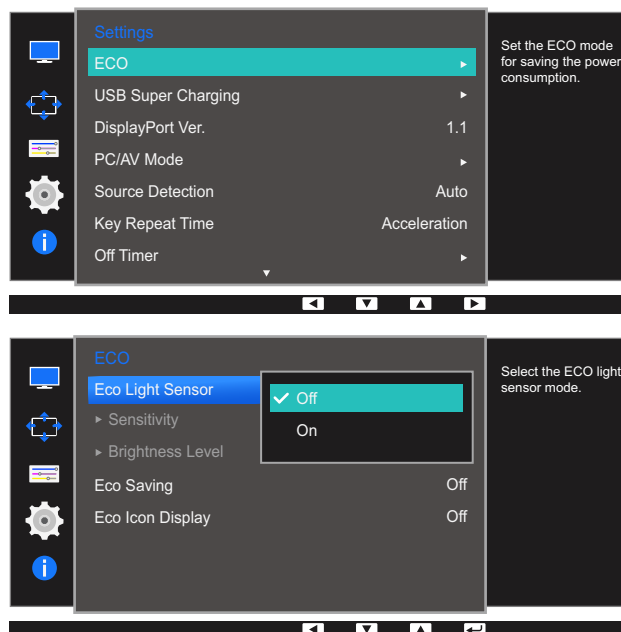 Settings
ECO
Set the ECO mode
for saving the power
consumption.
USB Super Charging
DisplayPort Ver. 1.1
PC/AV Mode
Source Detection Auto
Key Repeat Time Acceleration
Off Timer
ECO
Eco Light Sensor
Off
Select the ECO light
sensor mode.
Sensitivity
On
Brightness Level
Eco Saving Off
Eco Icon Display Off